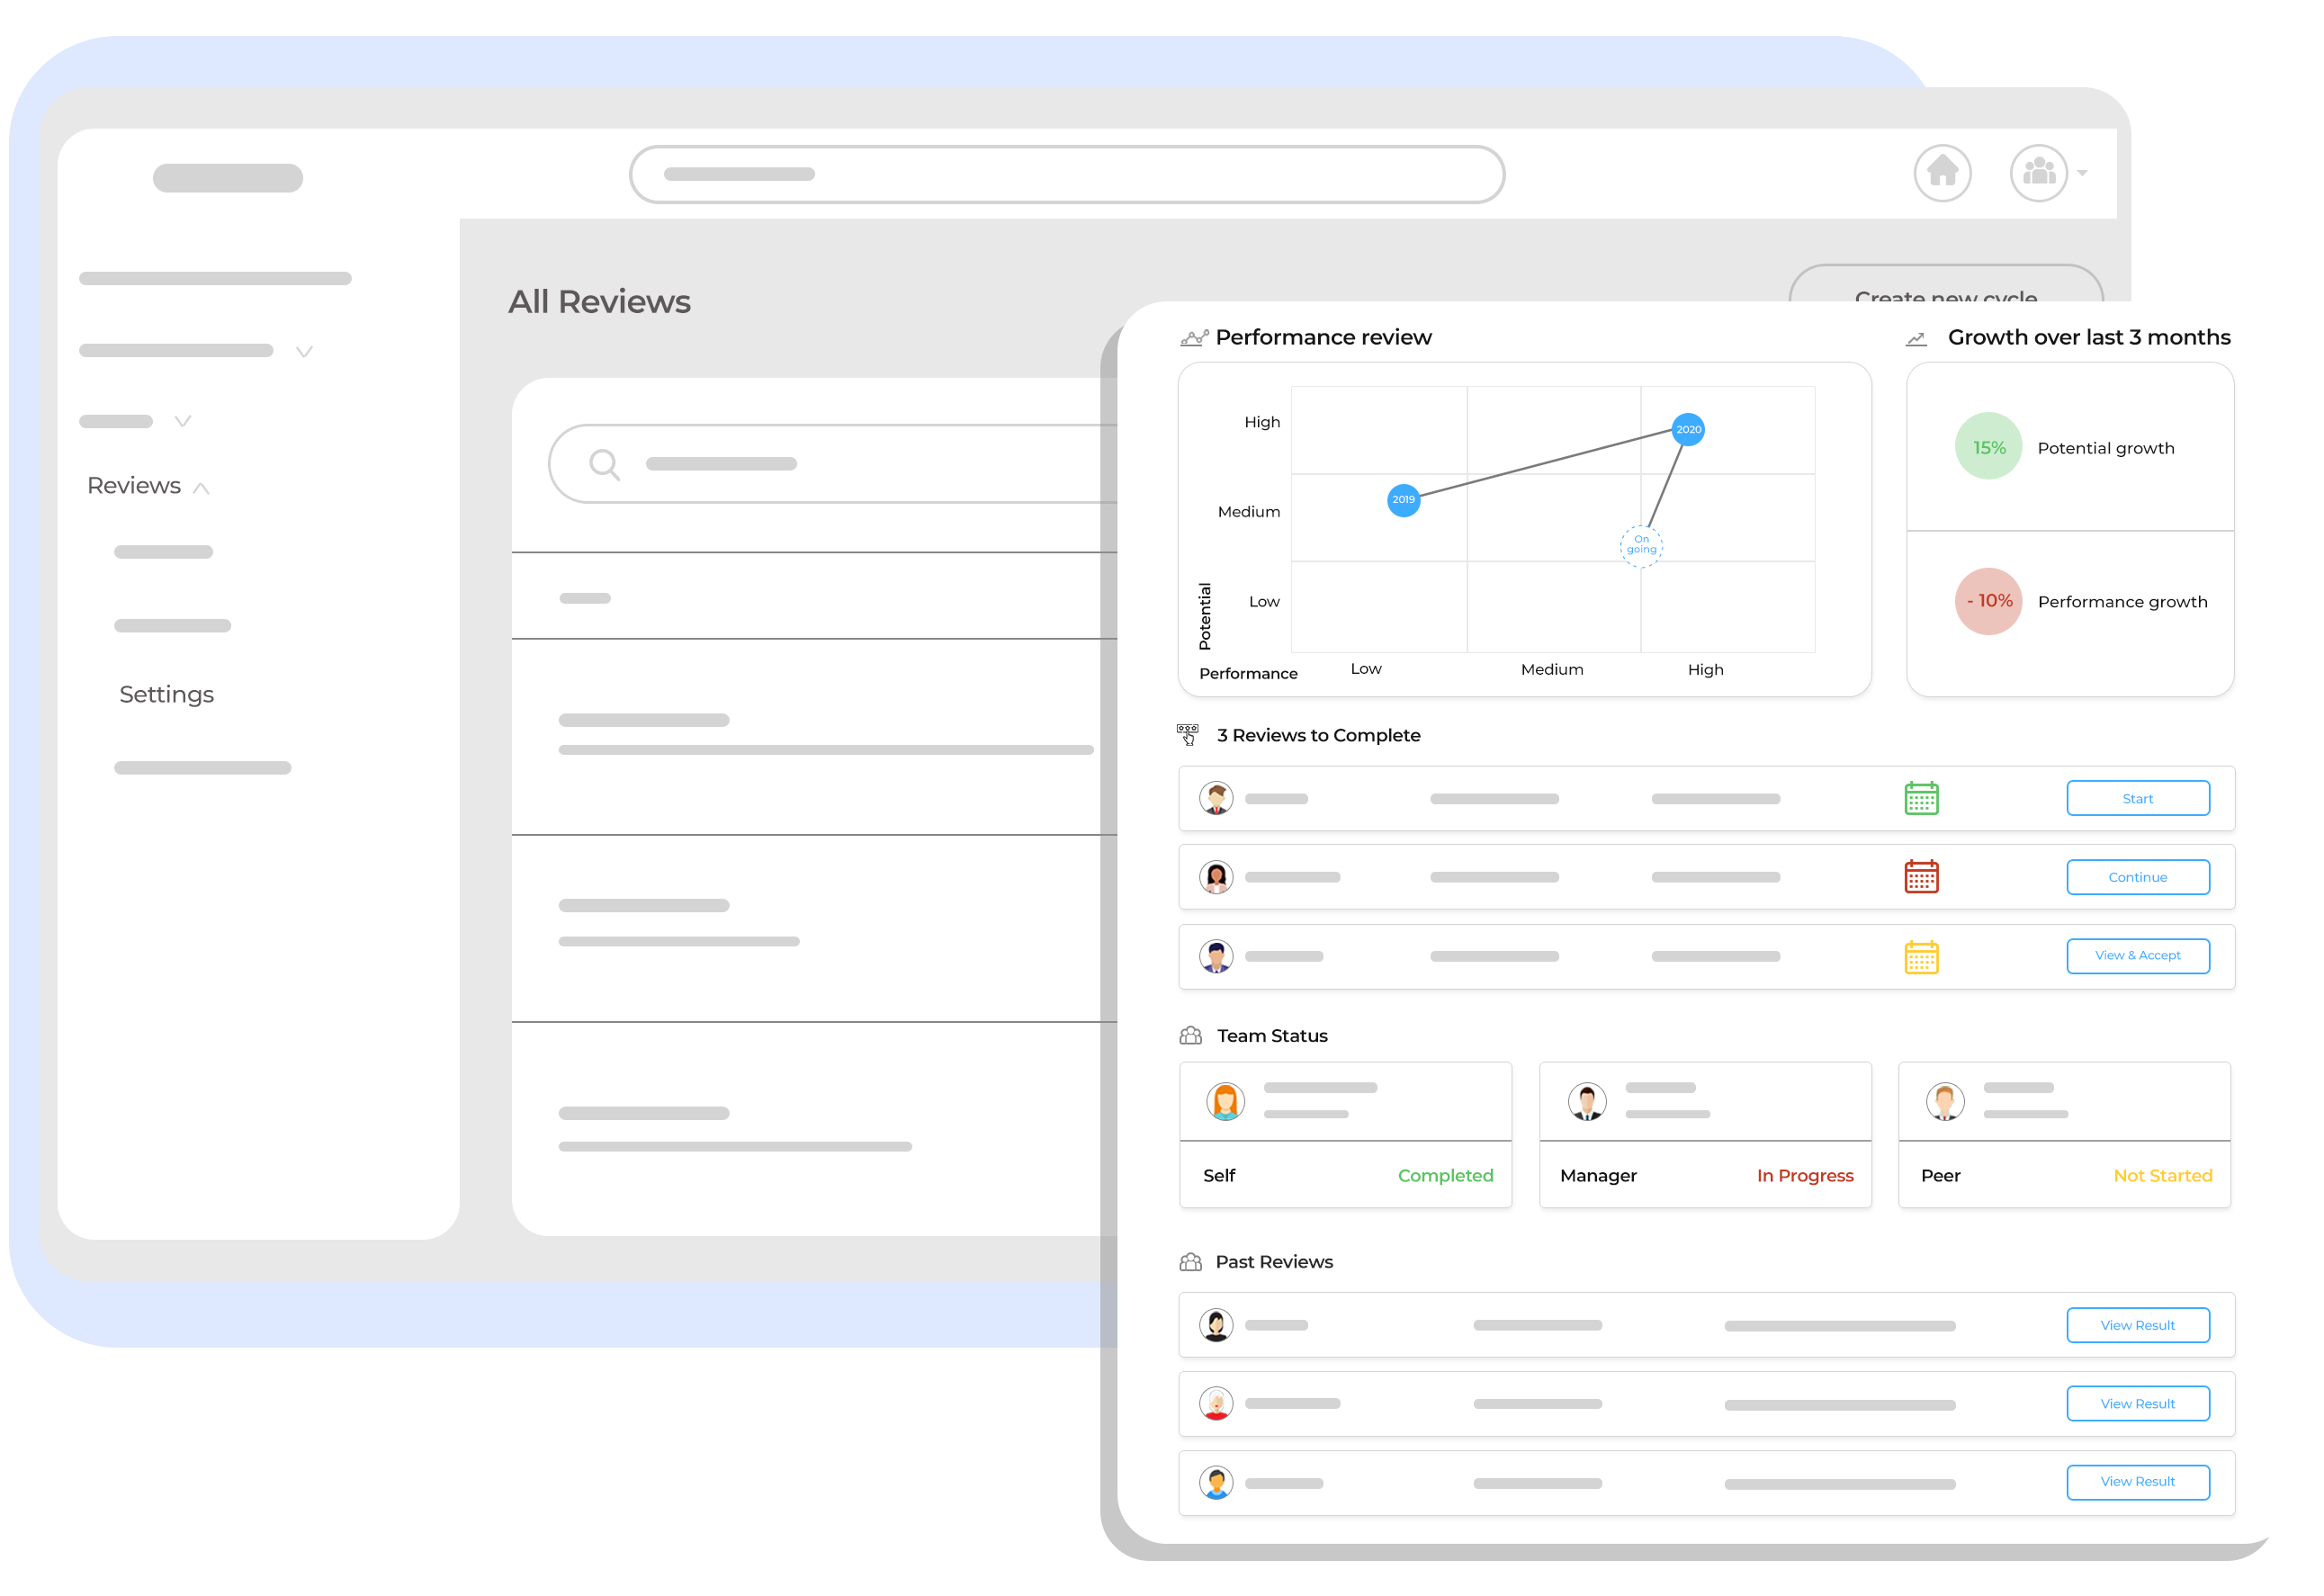 All Reviews
Create new cycle
Reviews
Settings
Performance review
High
Medium
Low
Potential
Performance
Low
Medium
High
2019
2020
On
going
Growth over last 3 months
15%
Potential growth
- 10%
Performance growth
3 Reviews to Complete
Start
Continue
View & Accept
Team Status
Self
Completed
Manager
In Progress
Peer
Not Started
Past Reviews
View Result
View Result
View Result